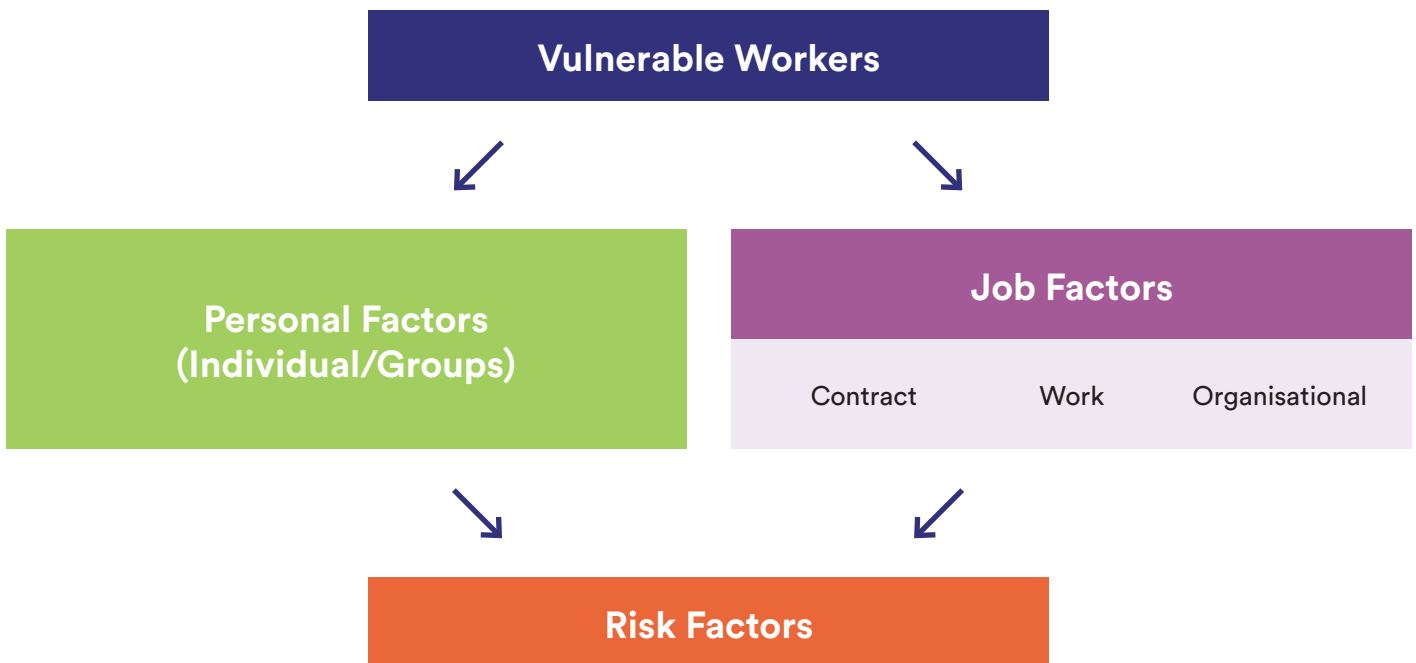 Vulnerable Workers
Personal Factors
(Individual/Groups)
Job Factors
Contract Work Organisational
Risk Factors